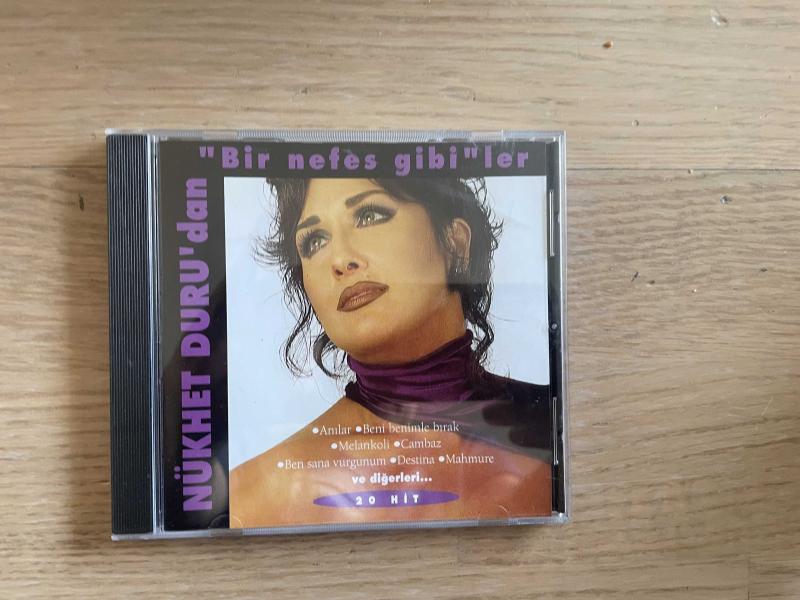 NÜKHET DURU'dan
"Bir nefes gibi"ler
•Anılar •Beni benimle bırak
•Melankoli •Cambaz
•Ben sana vurgunum •Destina •Mahmure
ve diğerleri...
20 HİT